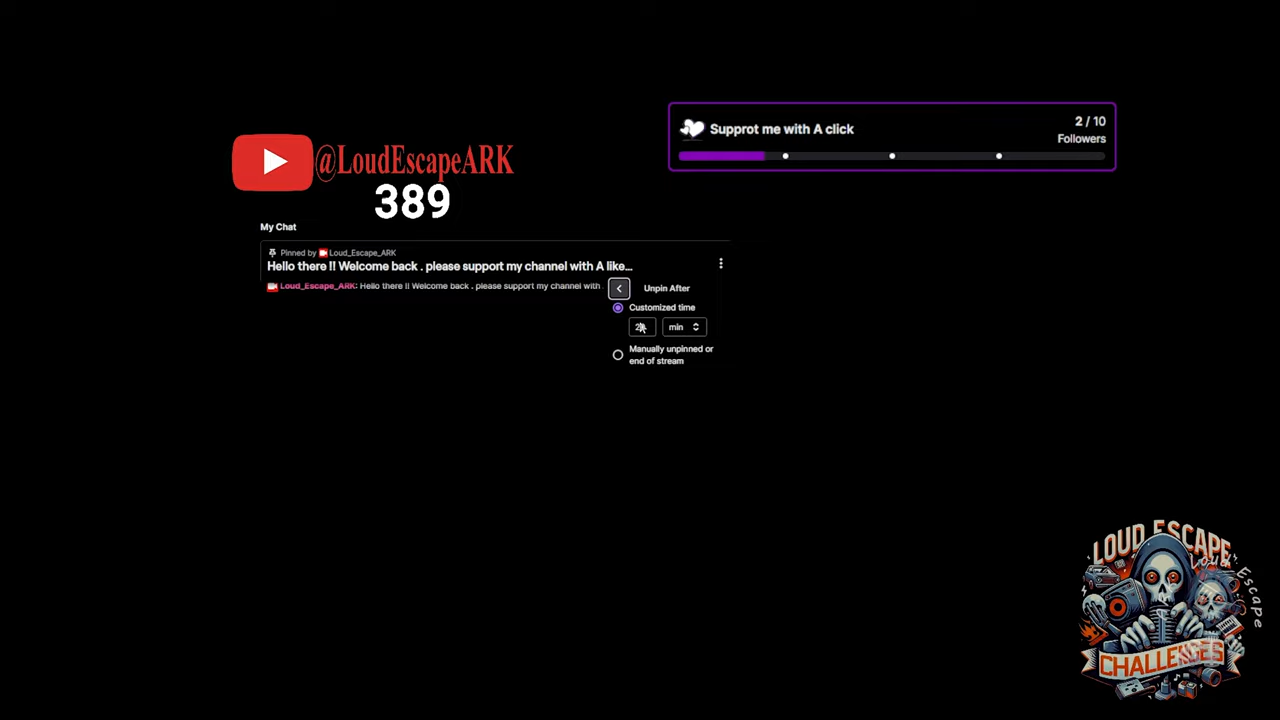 Supprot me with A click
2 / 10
Followers
@LoudEscapeARK
389
My Chat
Pinned by Loud_Escape_ARK
Hello there !! Welcome back . please support my channel with A like...
Loud_Escape_ARK: Hello there !! Welcome back . please support my channel with
Unpin After
Customized time
min
Manually unpinned or
end of stream
LOUD ESCAPE
Loud Escape
CHALLENGES